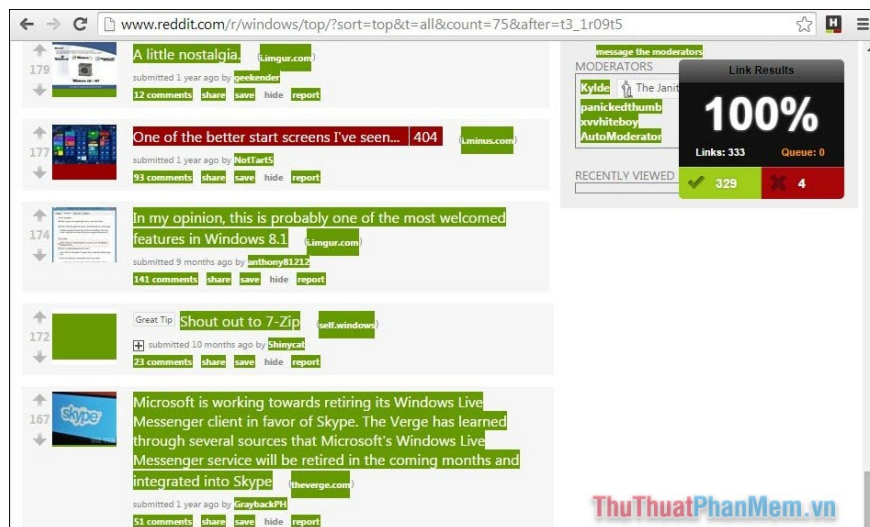 www.reddit.com/r/windows/top/?sort=top&t=all&count=75&after=t3_1r09t5
179
A little nostalgia. (i.imgur.com)
submitted 1 year ago by geekender
12 comments share save hide report
177
One of the better start screens I've seen... 404 (i.minus.com)
submitted 1 year ago by NotTartS
93 comments share save hide report
174
In my opinion, this is probably one of the most welcomed
features in Windows 8.1 (i.imgur.com)
submitted 9 months ago by anthony81212
141 comments share save hide report
172
Great Tip Shout out to 7-Zip (self.windows)
submitted 10 months ago by Shinycat
23 comments share save hide report
167
skype
Microsoft is working towards retiring its Windows Live
Messenger client in favor of Skype. The Verge has learned
through several sources that Microsoft's Windows Live
Messenger service will be retired in the coming months and
integrated into Skype (theverge.com)
submitted 1 year ago by GraybackPH
51 comments share save hide report
message the moderators
MODERATORS
Kylde The Janit
panickedthumb
xvvhiteboy
AutoModerator
RECENTLY VIEWED
Link Results
100%
Links: 333 Queue: 0
329 4
ThuThuatPhanMem.vn